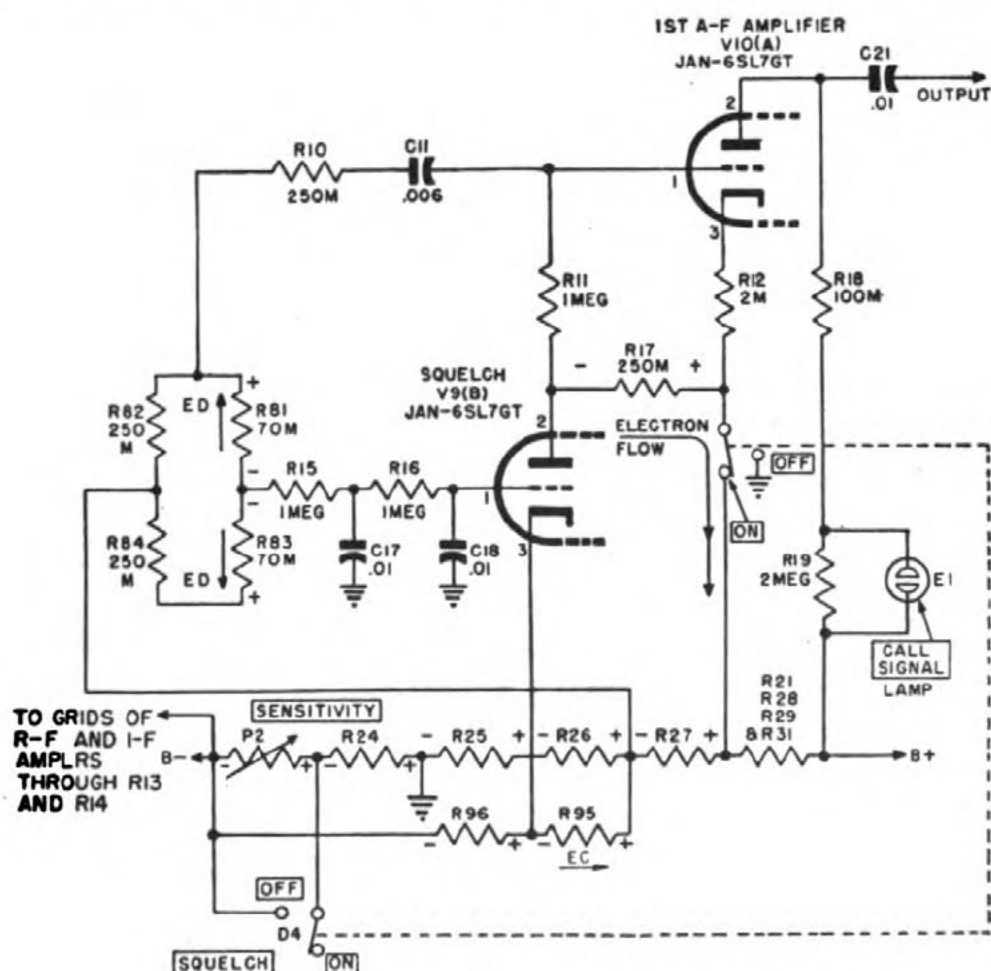 1ST A-F AMPLIFIER
V10(A)
JAN-6SL7GT
C21
.01
OUTPUT
2
1
3
R10
250M
C11
.006
R11
1MEG
R12
2M
R18
100M
- R17 +
250M
SQUELCH
V9(B)
JAN-6SL7GT
2
1
3
ELECTRON
FLOW
OFF
ON
R82
250
M
ED
+
R81
70M
-
R15
1MEG
R16
1MEG
-
R84
250
M
ED
R83
70M
+
C17
.01
C18
.01
R19
2MEG
E1
CALL
SIGNAL
LAMP
R21
R28
R29
&R31
TO GRIDS OF
R-F AND I-F
AMPLRS
THROUGH R13
AND R14
SENSITIVITY
B-
- P2 +
- R24 +
- R25 +
- R26 +
- R27 +
B+
- R96 +
- R95 +
EC
OFF
D4
SQUELCH
ON